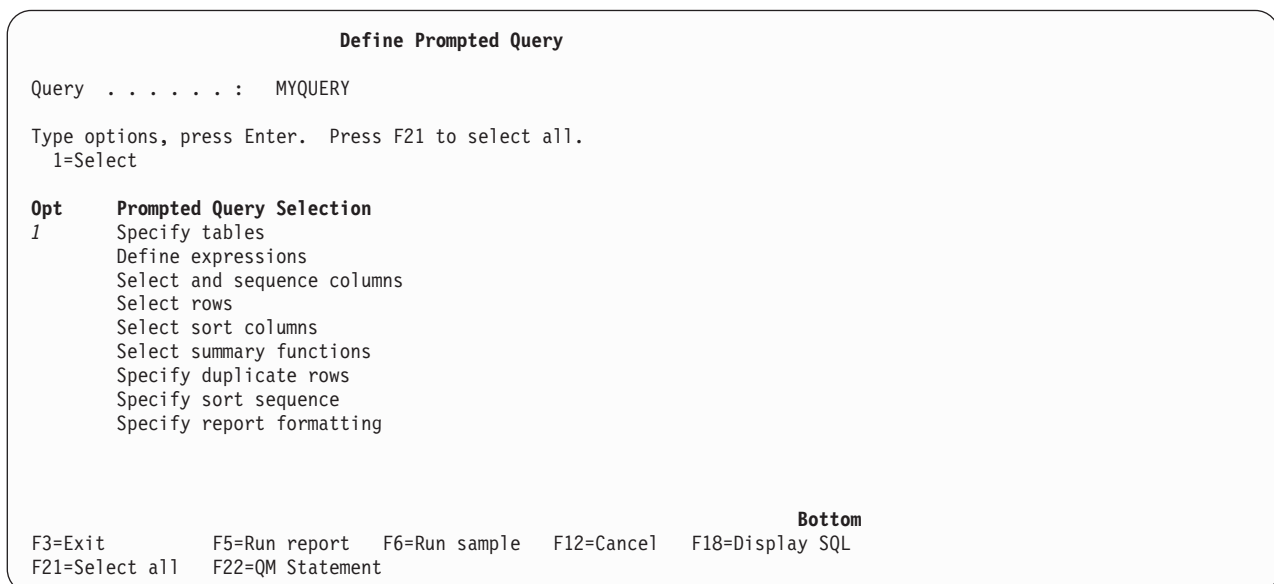 Define Prompted Query
Query . . . . . . : MYQUERY
Type options, press Enter. Press F21 to select all.
1=Select
Opt Prompted Query Selection
1 Specify tables
Define expressions
Select and sequence columns
Select rows
Select sort columns
Select summary functions
Specify duplicate rows
Specify sort sequence
Specify report formatting
Bottom
F3=Exit F5=Run report F6=Run sample F12=Cancel F18=Display SQL
F21=Select all F22=QM Statement